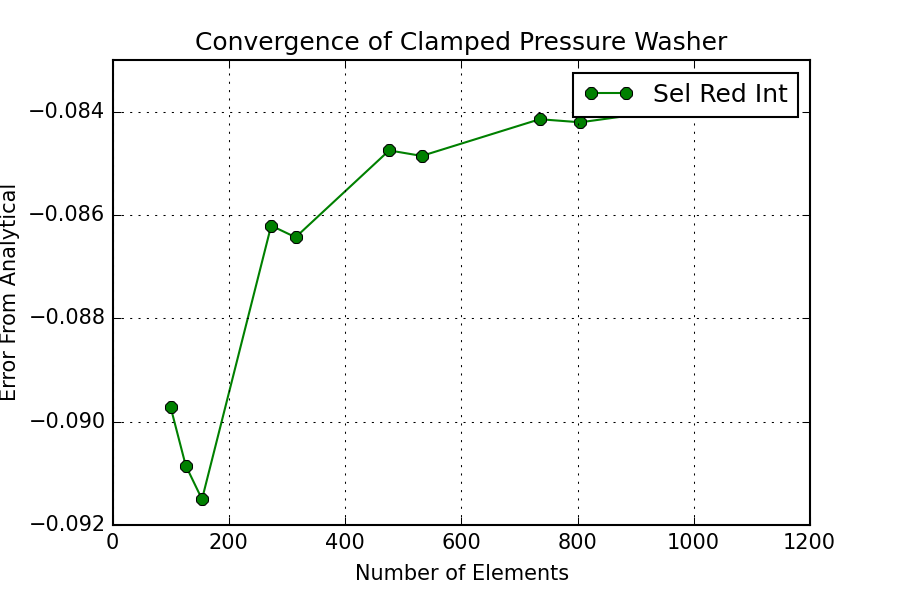 Convergence of Clamped Pressure Washer
Sel Red Int
−0.084
−0.086
−0.088
−0.090
−0.092
Error From Analytical
0 200 400 600 800 1000 1200
Number of Elements